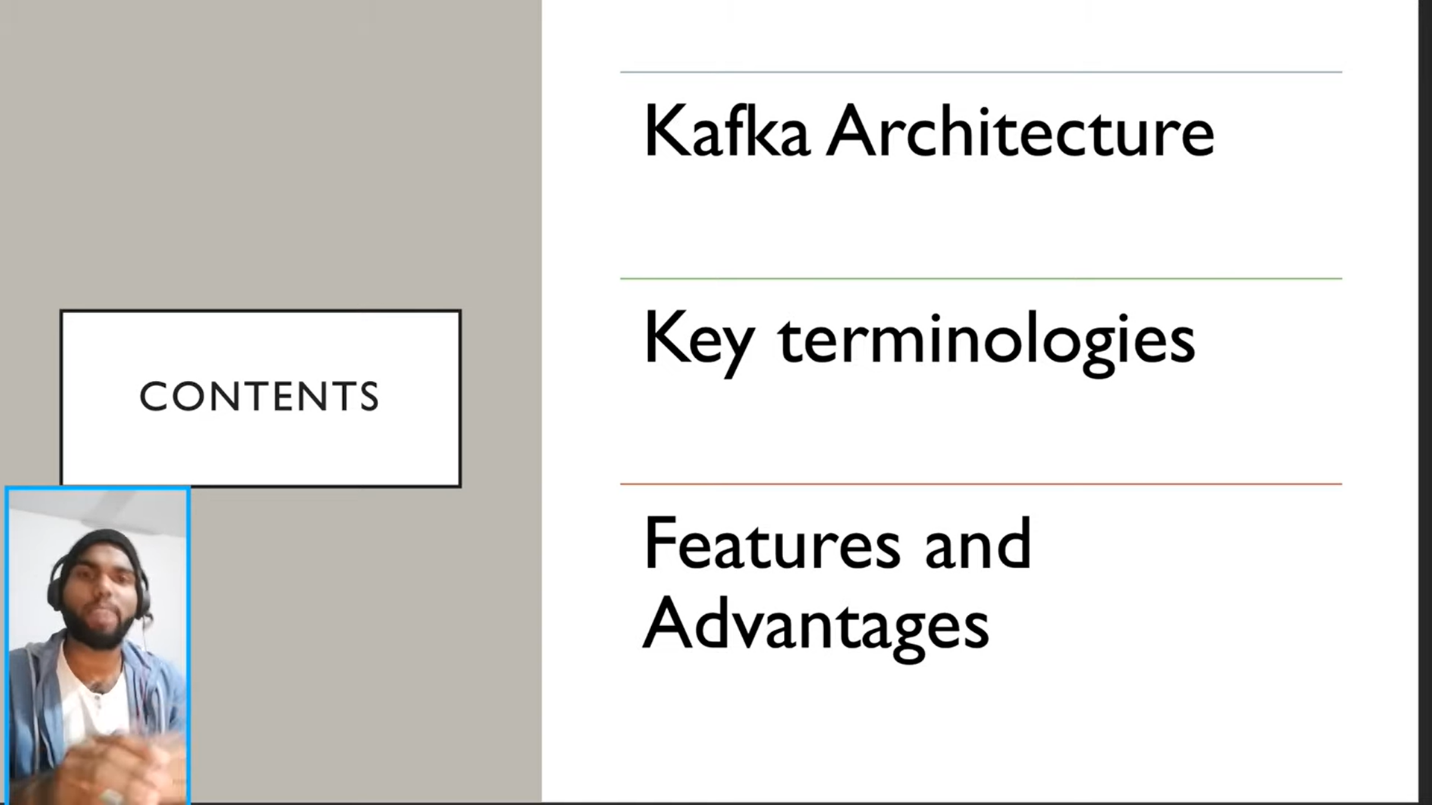 CONTENTS
Kafka Architecture
Key terminologies
Features and
Advantages